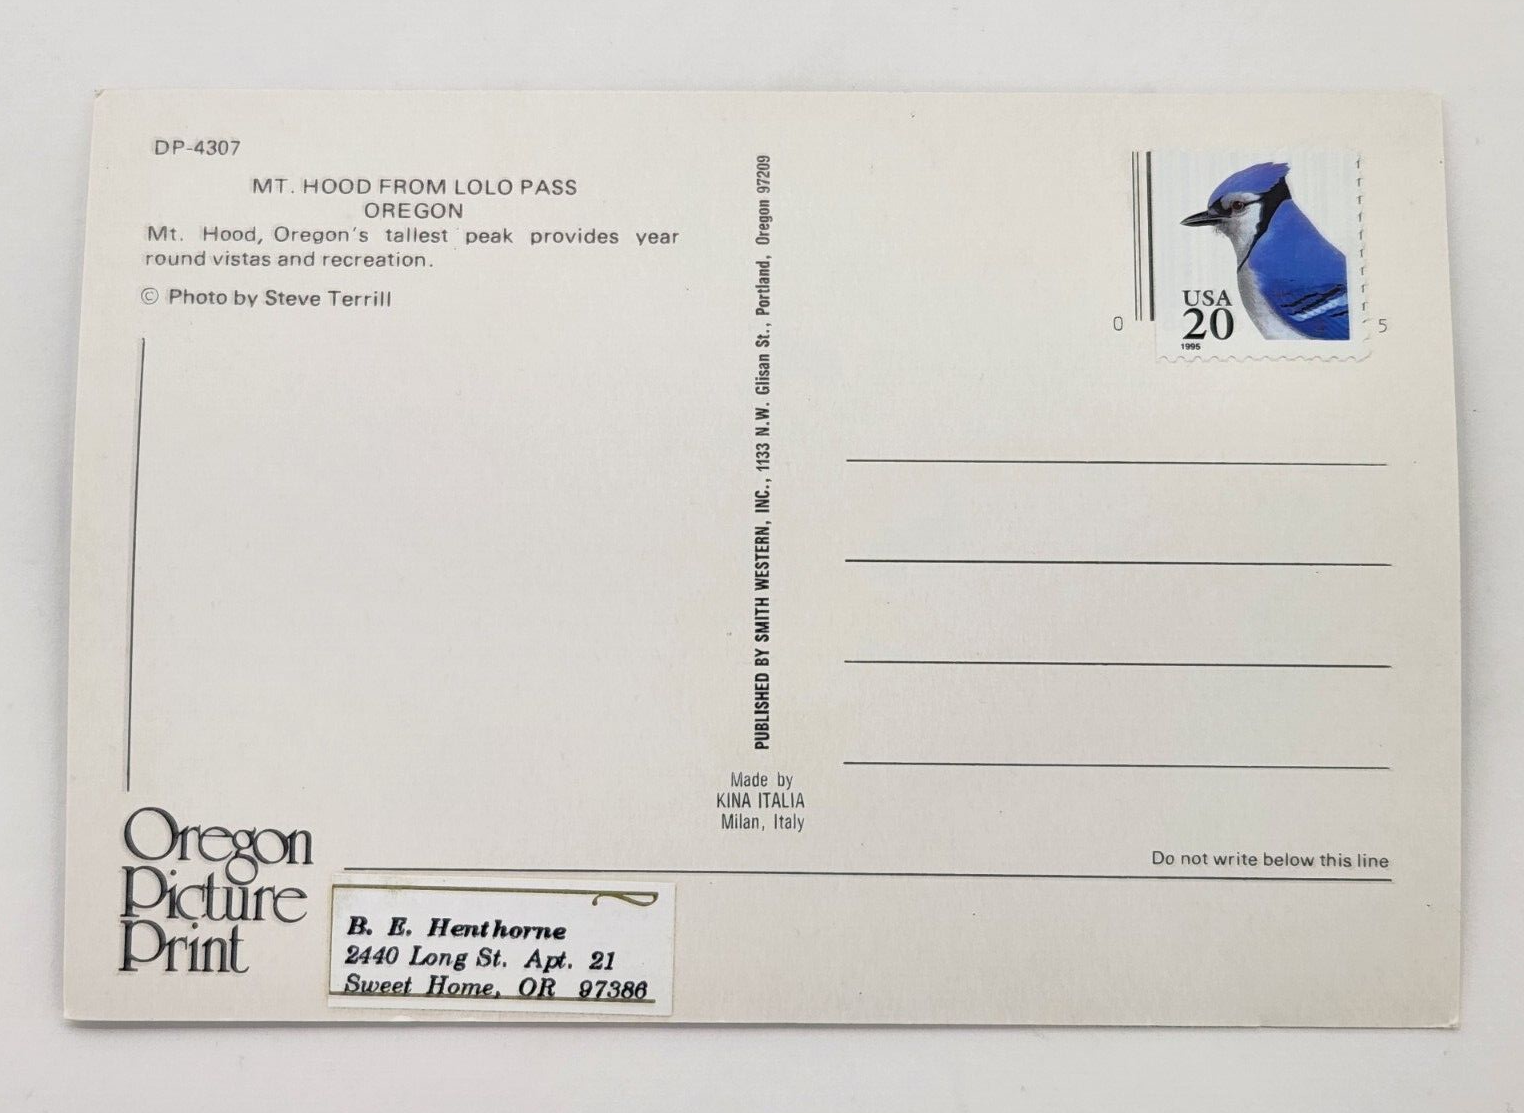 DP-4307
MT. HOOD FROM LOLO PASS
OREGON
Mt. Hood, Oregon's tallest peak provides year
round vistas and recreation.
© Photo by Steve Terrill
PUBLISHED BY SMITH WESTERN, INC., 1133 N.W. Glisan St., Portland, Oregon 97209
Made by
KINA ITALIA
Milan, Italy
USA
20
1995
0
5
Do not write below this line
Oregon
Picture
Print
B. E. Henthorne
2440 Long St. Apt. 21
Sweet Home, OR 97386